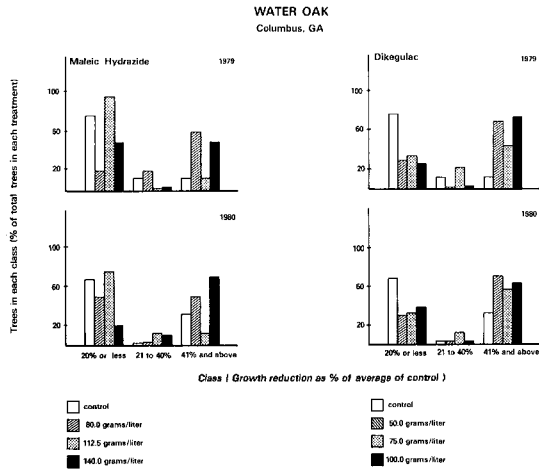 WATER OAK
Columbus, GA
Trees in each class (% of total trees in each treatment)
Maleic Hydrazide 1979
100
50
20
Dikegulac 1979
100
60
20
1980
100
60
20
20% or less 21 to 40% 41% and above
1980
100
60
20
20% or less 21 to 40% 41% and above
Class ( Growth reduction as % of average of control )
control
80.0 grams/liter
112.5 grams/liter
140.0 grams/liter
control
50.0 grams/liter
75.0 grams/liter
100.0 grams/liter